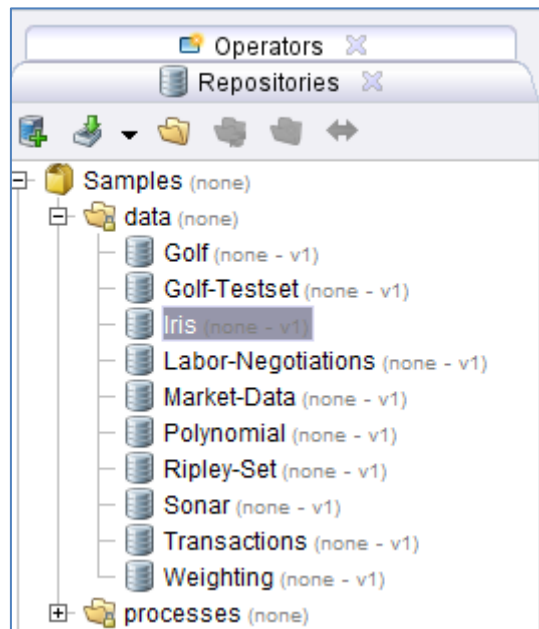 Operators
Repositories
Samples (none)
data (none)
Golf (none - v1)
Golf-Testset (none - v1)
Iris (none - v1)
Labor-Negotiations (none - v1)
Market-Data (none - v1)
Polynomial (none - v1)
Ripley-Set (none - v1)
Sonar (none - v1)
Transactions (none - v1)
Weighting (none - v1)
processes (none)